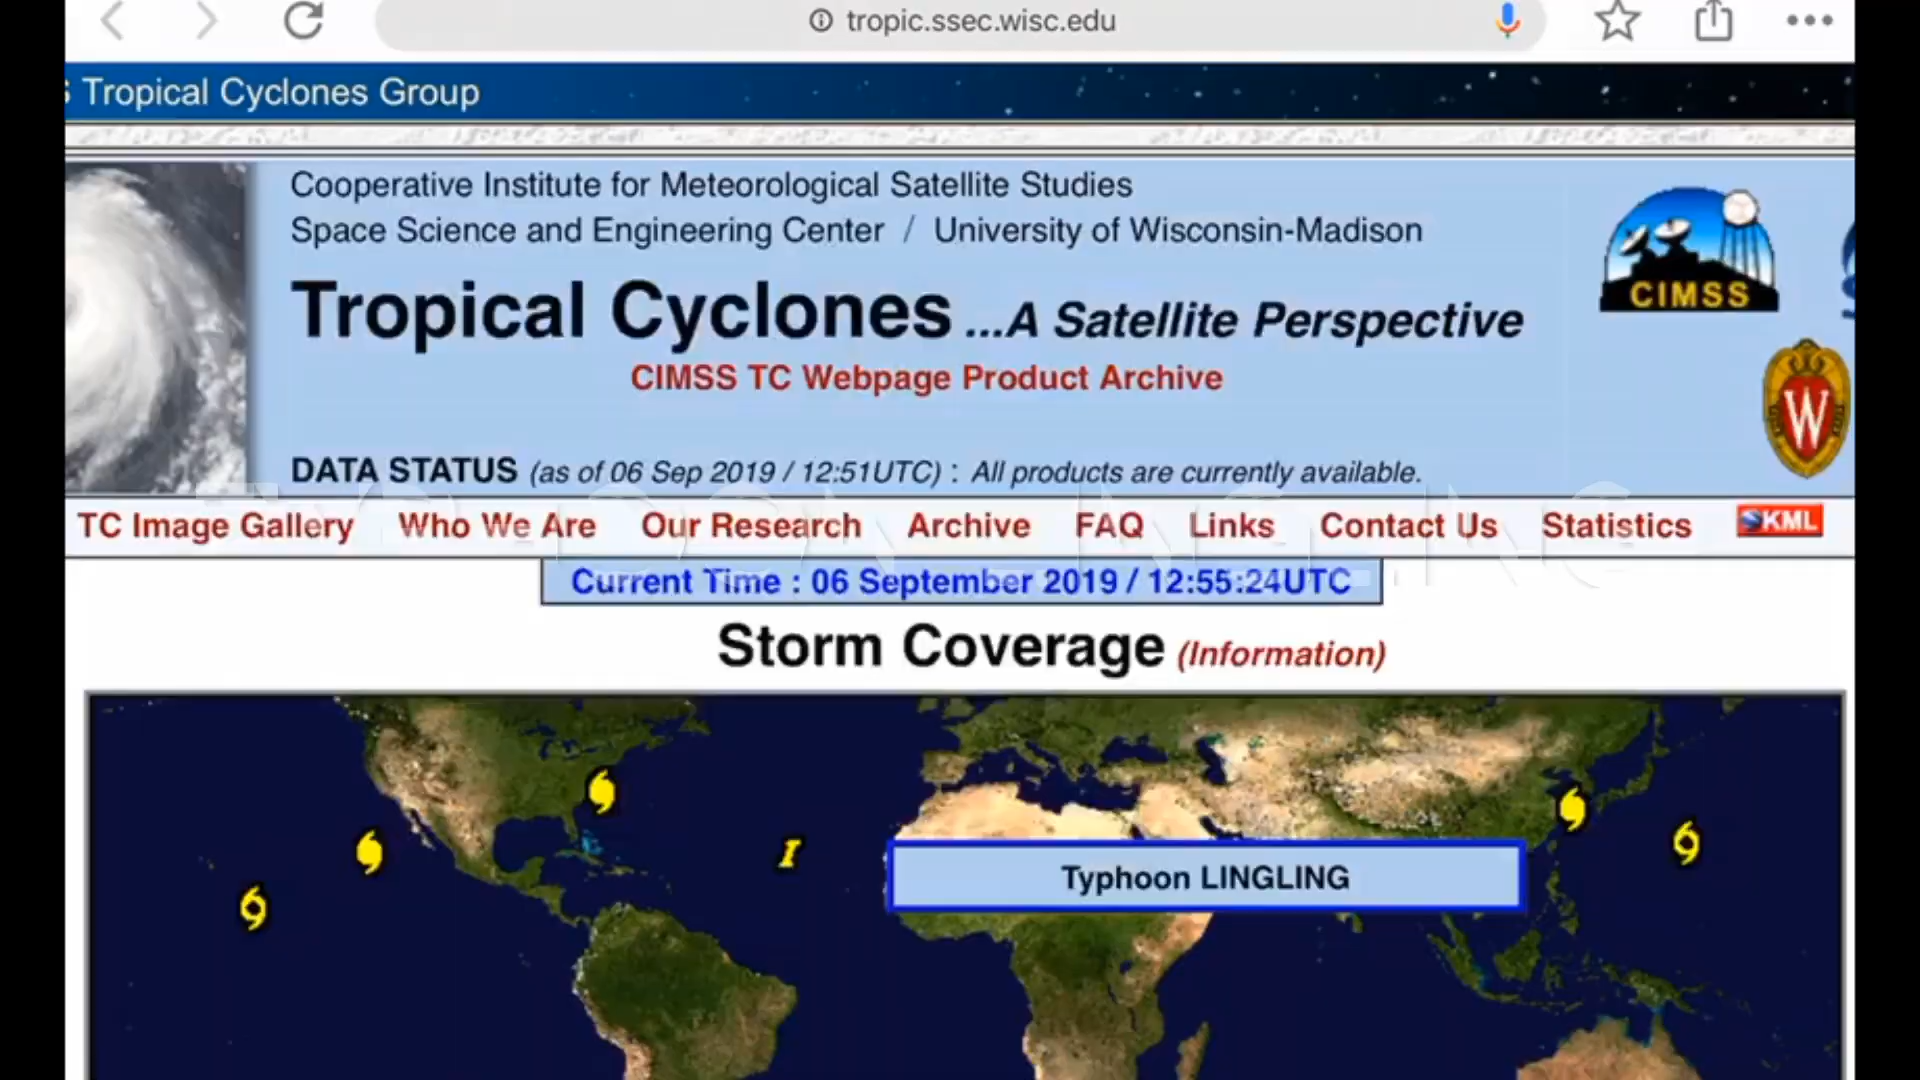 tropic.ssec.wisc.edu
Tropical Cyclones Group
Cooperative Institute for Meteorological Satellite Studies
Space Science and Engineering Center / University of Wisconsin-Madison
Tropical Cyclones ...A Satellite Perspective
CIMSS TC Webpage Product Archive
CIMSS
W
DATA STATUS (as of 06 Sep 2019 / 12:51UTC) : All products are currently available.
TC Image Gallery Who We Are Our Research Archive FAQ Links Contact Us Statistics KML
Current Time : 06 September 2019 / 12:55:24UTC
Storm Coverage (Information)
I
Typhoon LINGLING